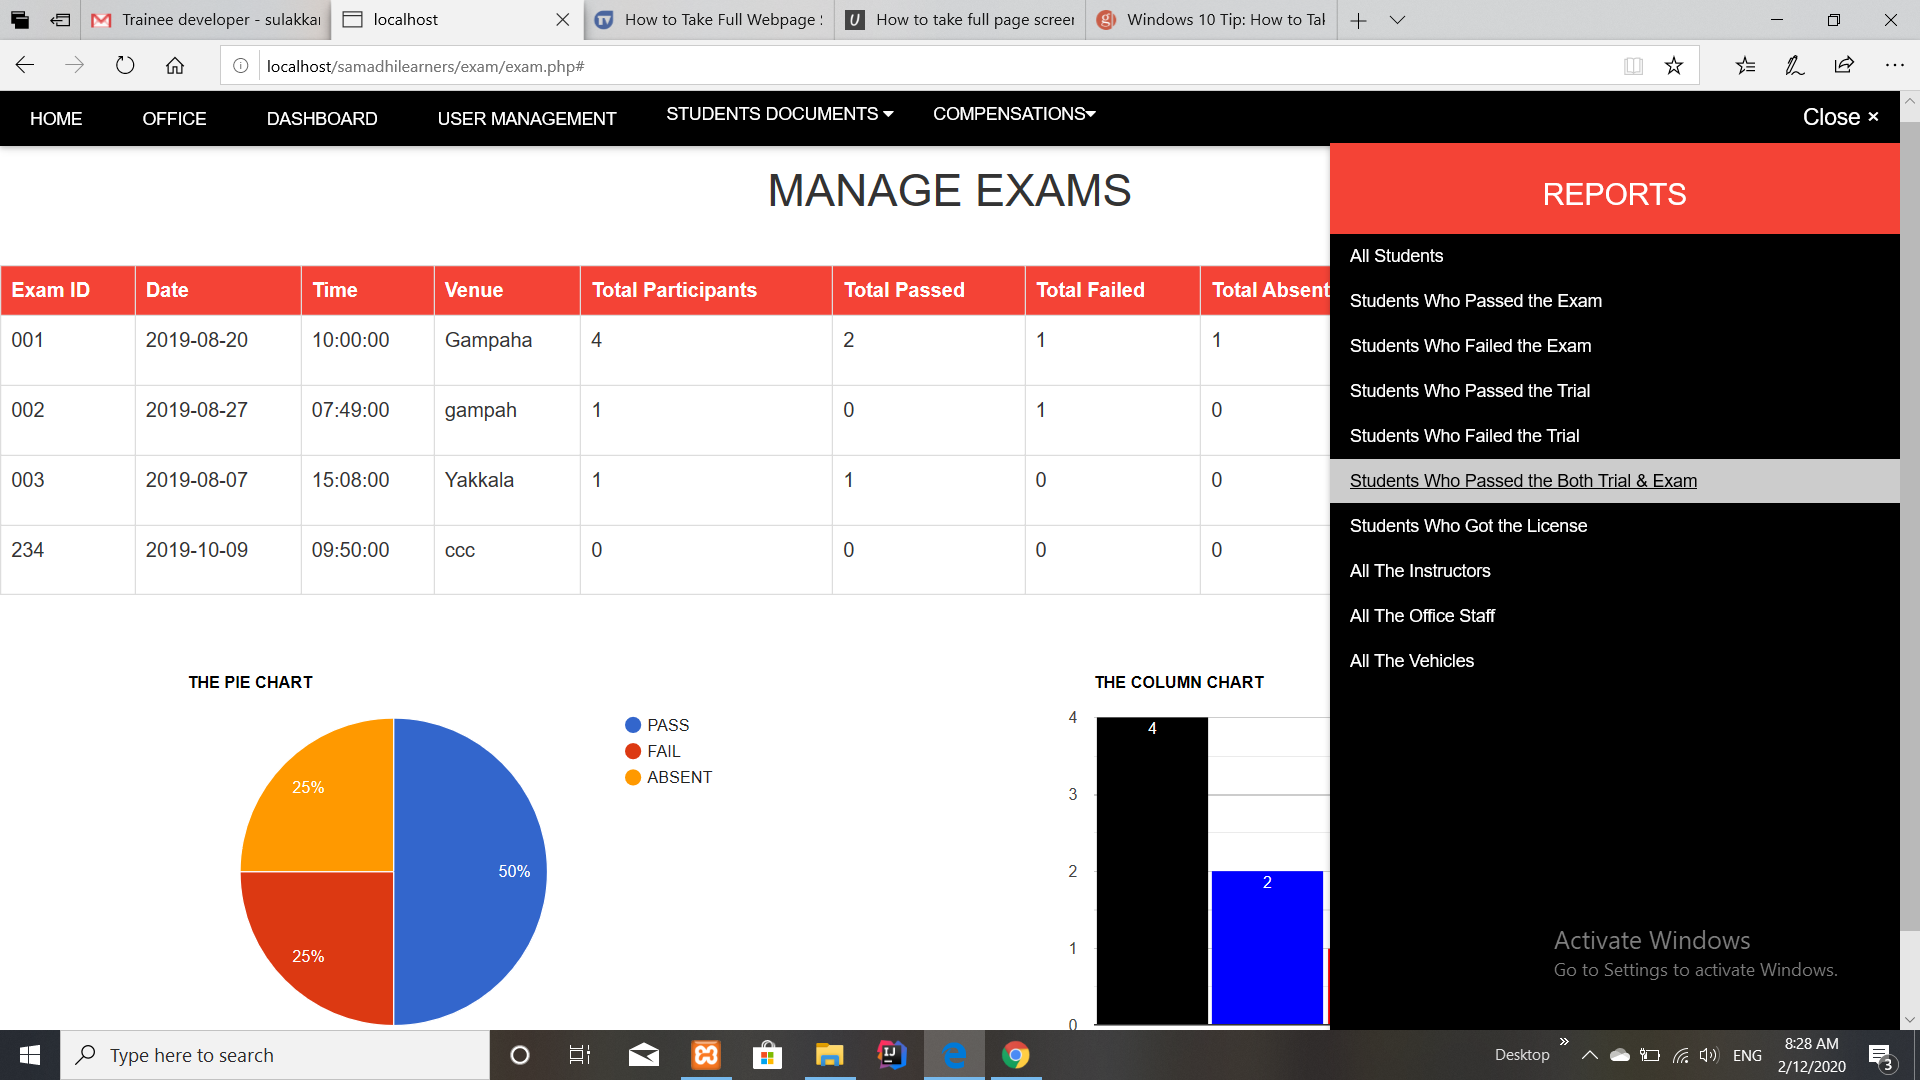 Trainee developer - sulakkar
localhost
How to Take Full Webpage
How to take full page screen
Windows 10 Tip: How to Tak
localhost/samadhilearners/exam/exam.php#
HOME OFFICE DASHBOARD USER MANAGEMENT STUDENTS DOCUMENTS COMPENSATIONS Close ×
MANAGE EXAMS
Exam ID Date Time Venue Total Participants Total Passed Total Failed Total Absent
001 2019-08-20 10:00:00 Gampaha 4 2 1 1
002 2019-08-27 07:49:00 gampah 1 0 1 0
003 2019-08-07 15:08:00 Yakkala 1 1 0 0
234 2019-10-09 09:50:00 ccc 0 0 0 0
REPORTS
All Students
Students Who Passed the Exam
Students Who Failed the Exam
Students Who Passed the Trial
Students Who Failed the Trial
Students Who Passed the Both Trial & Exam
Students Who Got the License
All The Instructors
All The Office Staff
All The Vehicles
THE PIE CHART
PASS
FAIL
ABSENT
25%
50%
25%
THE COLUMN CHART
4
3
2
1
0
4
2
Activate Windows
Go to Settings to activate Windows.
Type here to search
Desktop
ENG
8:28 AM
2/12/2020
3